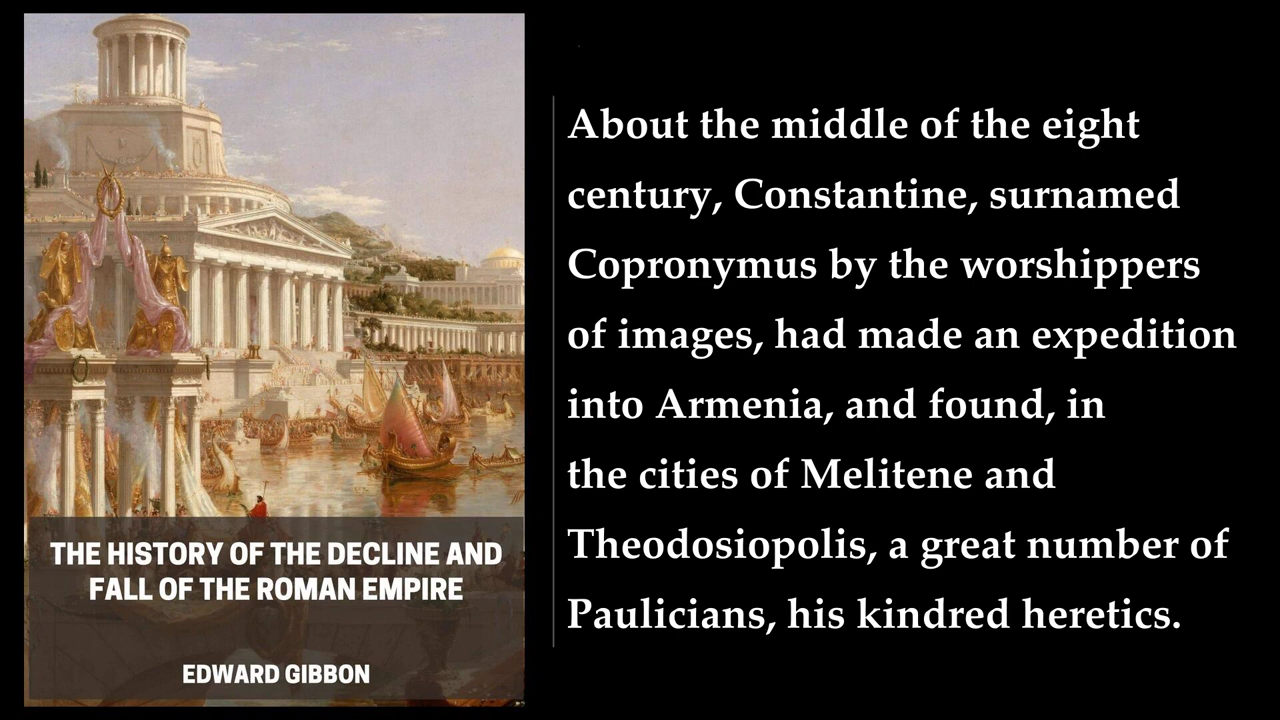 THE HISTORY OF THE DECLINE AND
FALL OF THE ROMAN EMPIRE
EDWARD GIBBON
About the middle of the eight
century, Constantine, surnamed
Copronymus by the worshippers
of images, had made an expedition
into Armenia, and found, in
the cities of Melitene and
Theodosiopolis, a great number of
Paulicians, his kindred heretics.